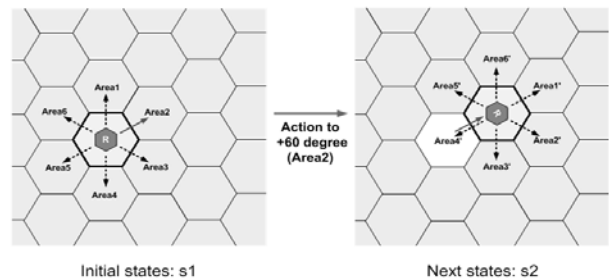 Area1
Area6
Area2
R
Area5
Area3
Area4
Initial states: s1
Action to
+60 degree
(Area2)
Area6'
Area5'
Area1'
R
Area4'
Area2'
Area3'
Next states: s2